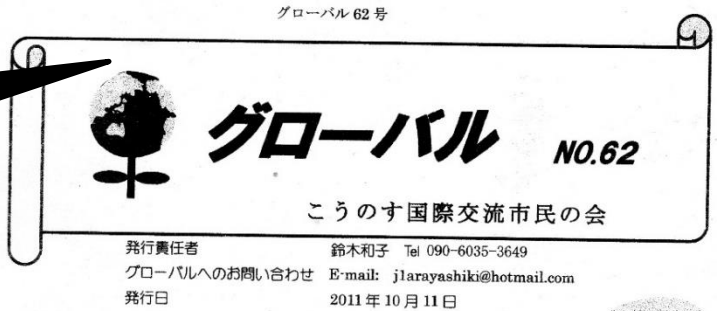 グローバル 62 号
グローバル NO.62
こうのす国際交流市民の会
発行責任者 鈴木和子 Tel 090-6035-3649
グローバルへのお問い合わせ E-mail: j1arayashiki@hotmail.com
発行日 2011 年 10 月 11 日